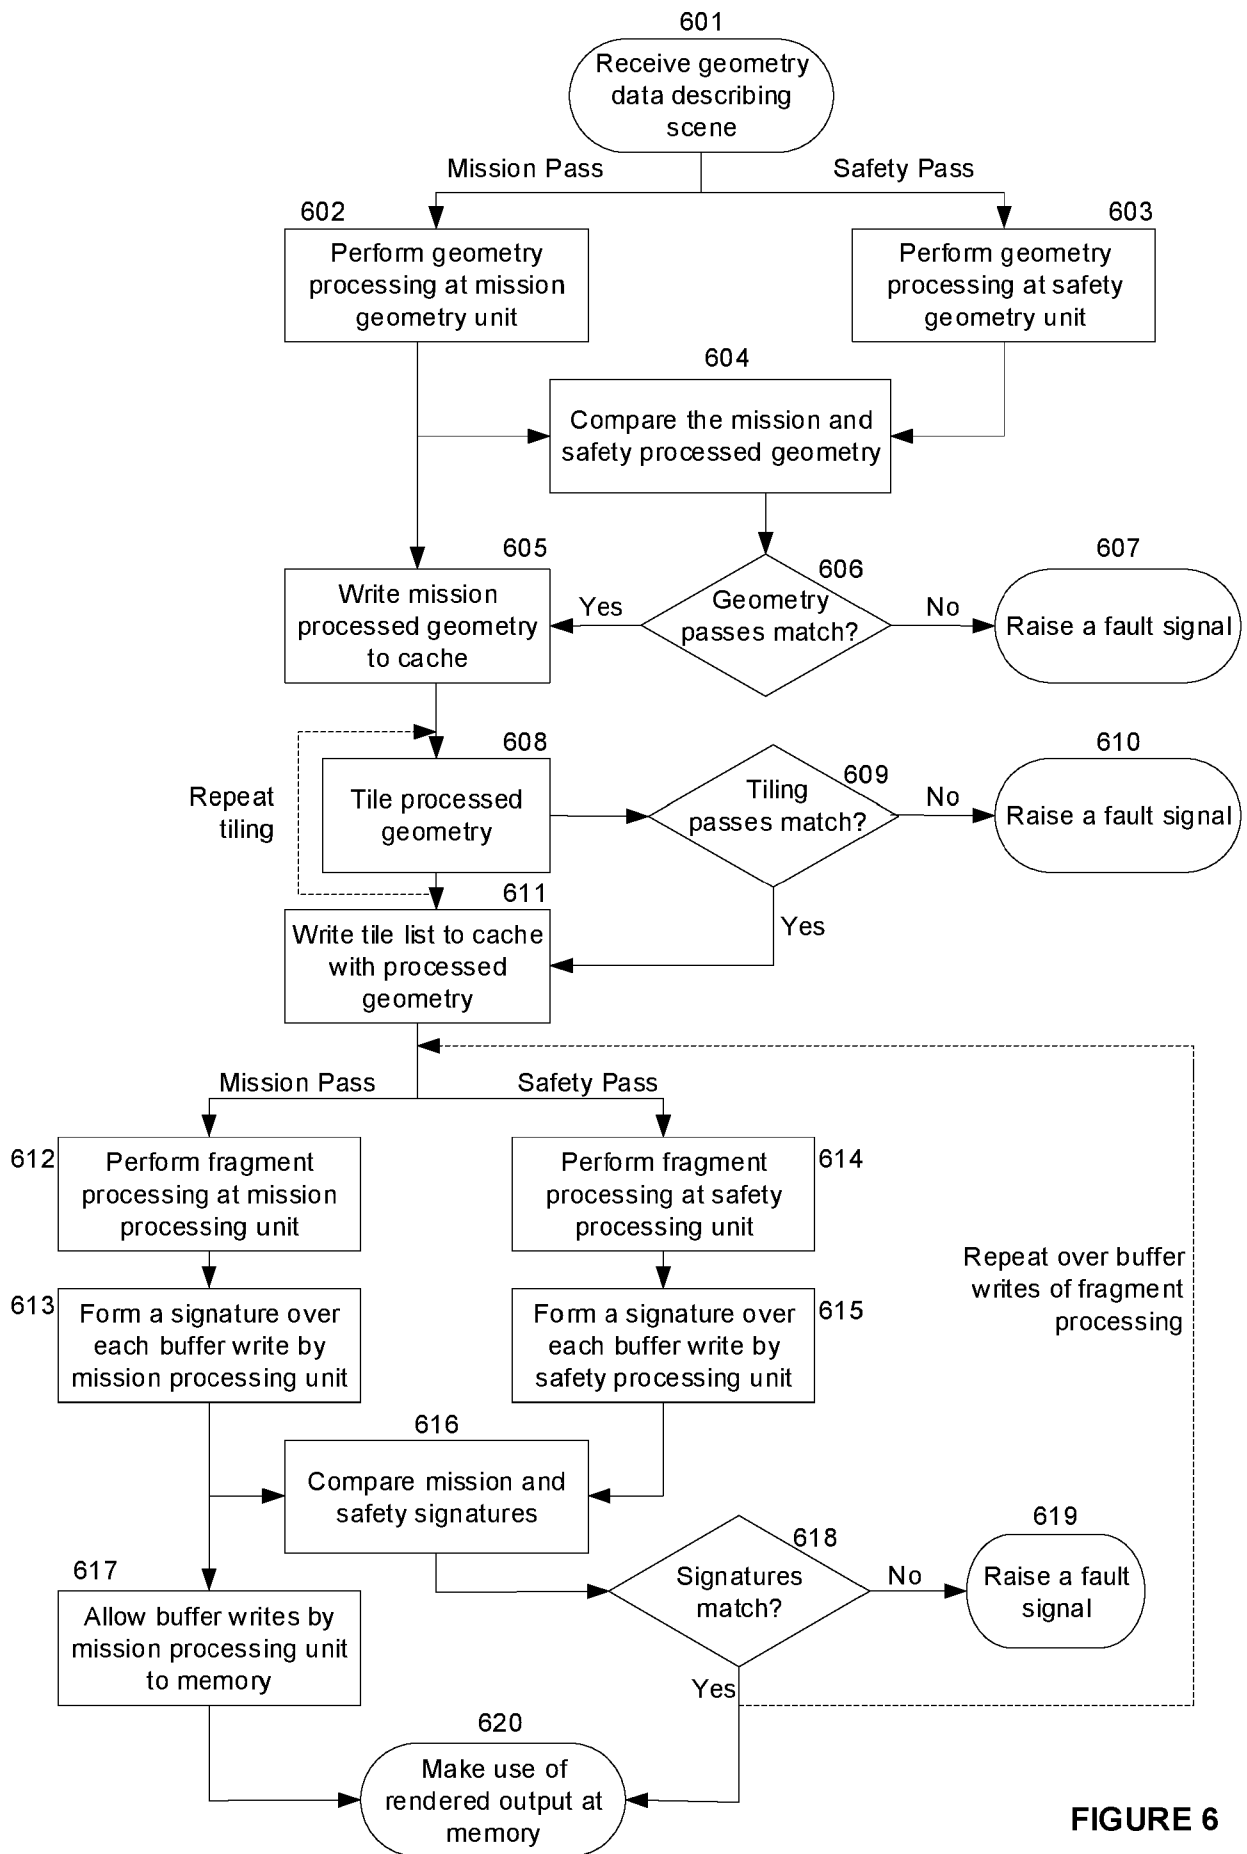 601
Receive geometry
data describing
scene
Mission Pass
Safety Pass
602
Perform geometry
processing at mission
geometry unit
603
Perform geometry
processing at safety
geometry unit
604
Compare the mission and
safety processed geometry
605
Write mission
processed geometry
to cache
Yes
606
Geometry
passes match?
No
607
Raise a fault signal
Repeat
tiling
608
Tile processed
geometry
609
Tiling
passes match?
No
610
Raise a fault signal
Yes
611
Write tile list to cache
with processed
geometry
Mission Pass
Safety Pass
612
Perform fragment
processing at mission
processing unit
614
Perform fragment
processing at safety
processing unit
Repeat over buffer
writes of fragment
processing
613
Form a signature over
each buffer write by
mission processing unit
615
Form a signature over
each buffer write by
safety processing unit
616
Compare mission and
safety signatures
617
Allow buffer writes by
mission processing unit
to memory
618
Signatures
match?
No
619
Raise a fault
signal
Yes
620
Make use of
rendered output at
memory
FIGURE 6